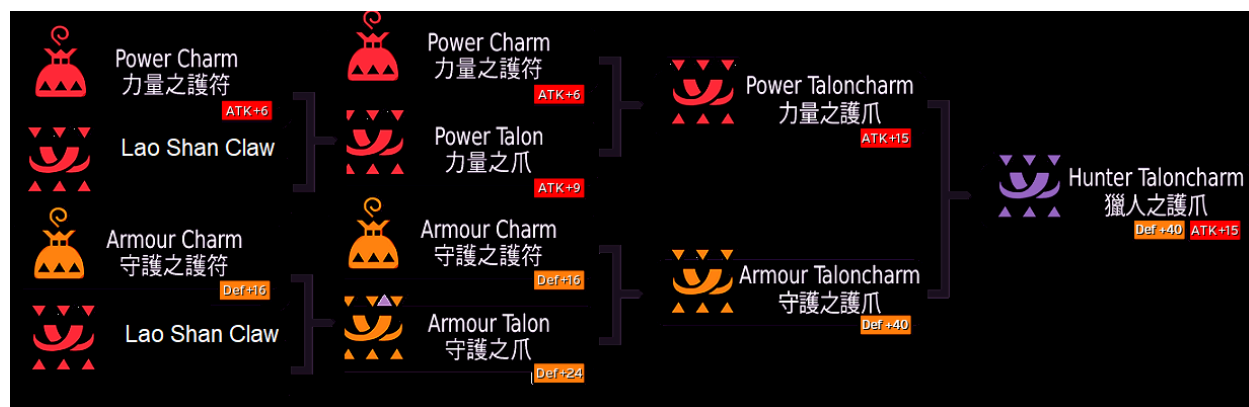 Power Charm
力量之護符
ATK+6
Lao Shan Claw
Armour Charm
守護之護符
Def+16
Lao Shan Claw
Power Charm
力量之護符
ATK+6
Power Talon
力量之爪
ATK+9
Armour Charm
守護之護符
Def+16
Armour Talon
守護之爪
Def+24
Power Taloncharm
力量之護爪
ATK+15
Armour Taloncharm
守護之護爪
Def +40
Hunter Taloncharm
獵人之護爪
Def +40 ATK+15